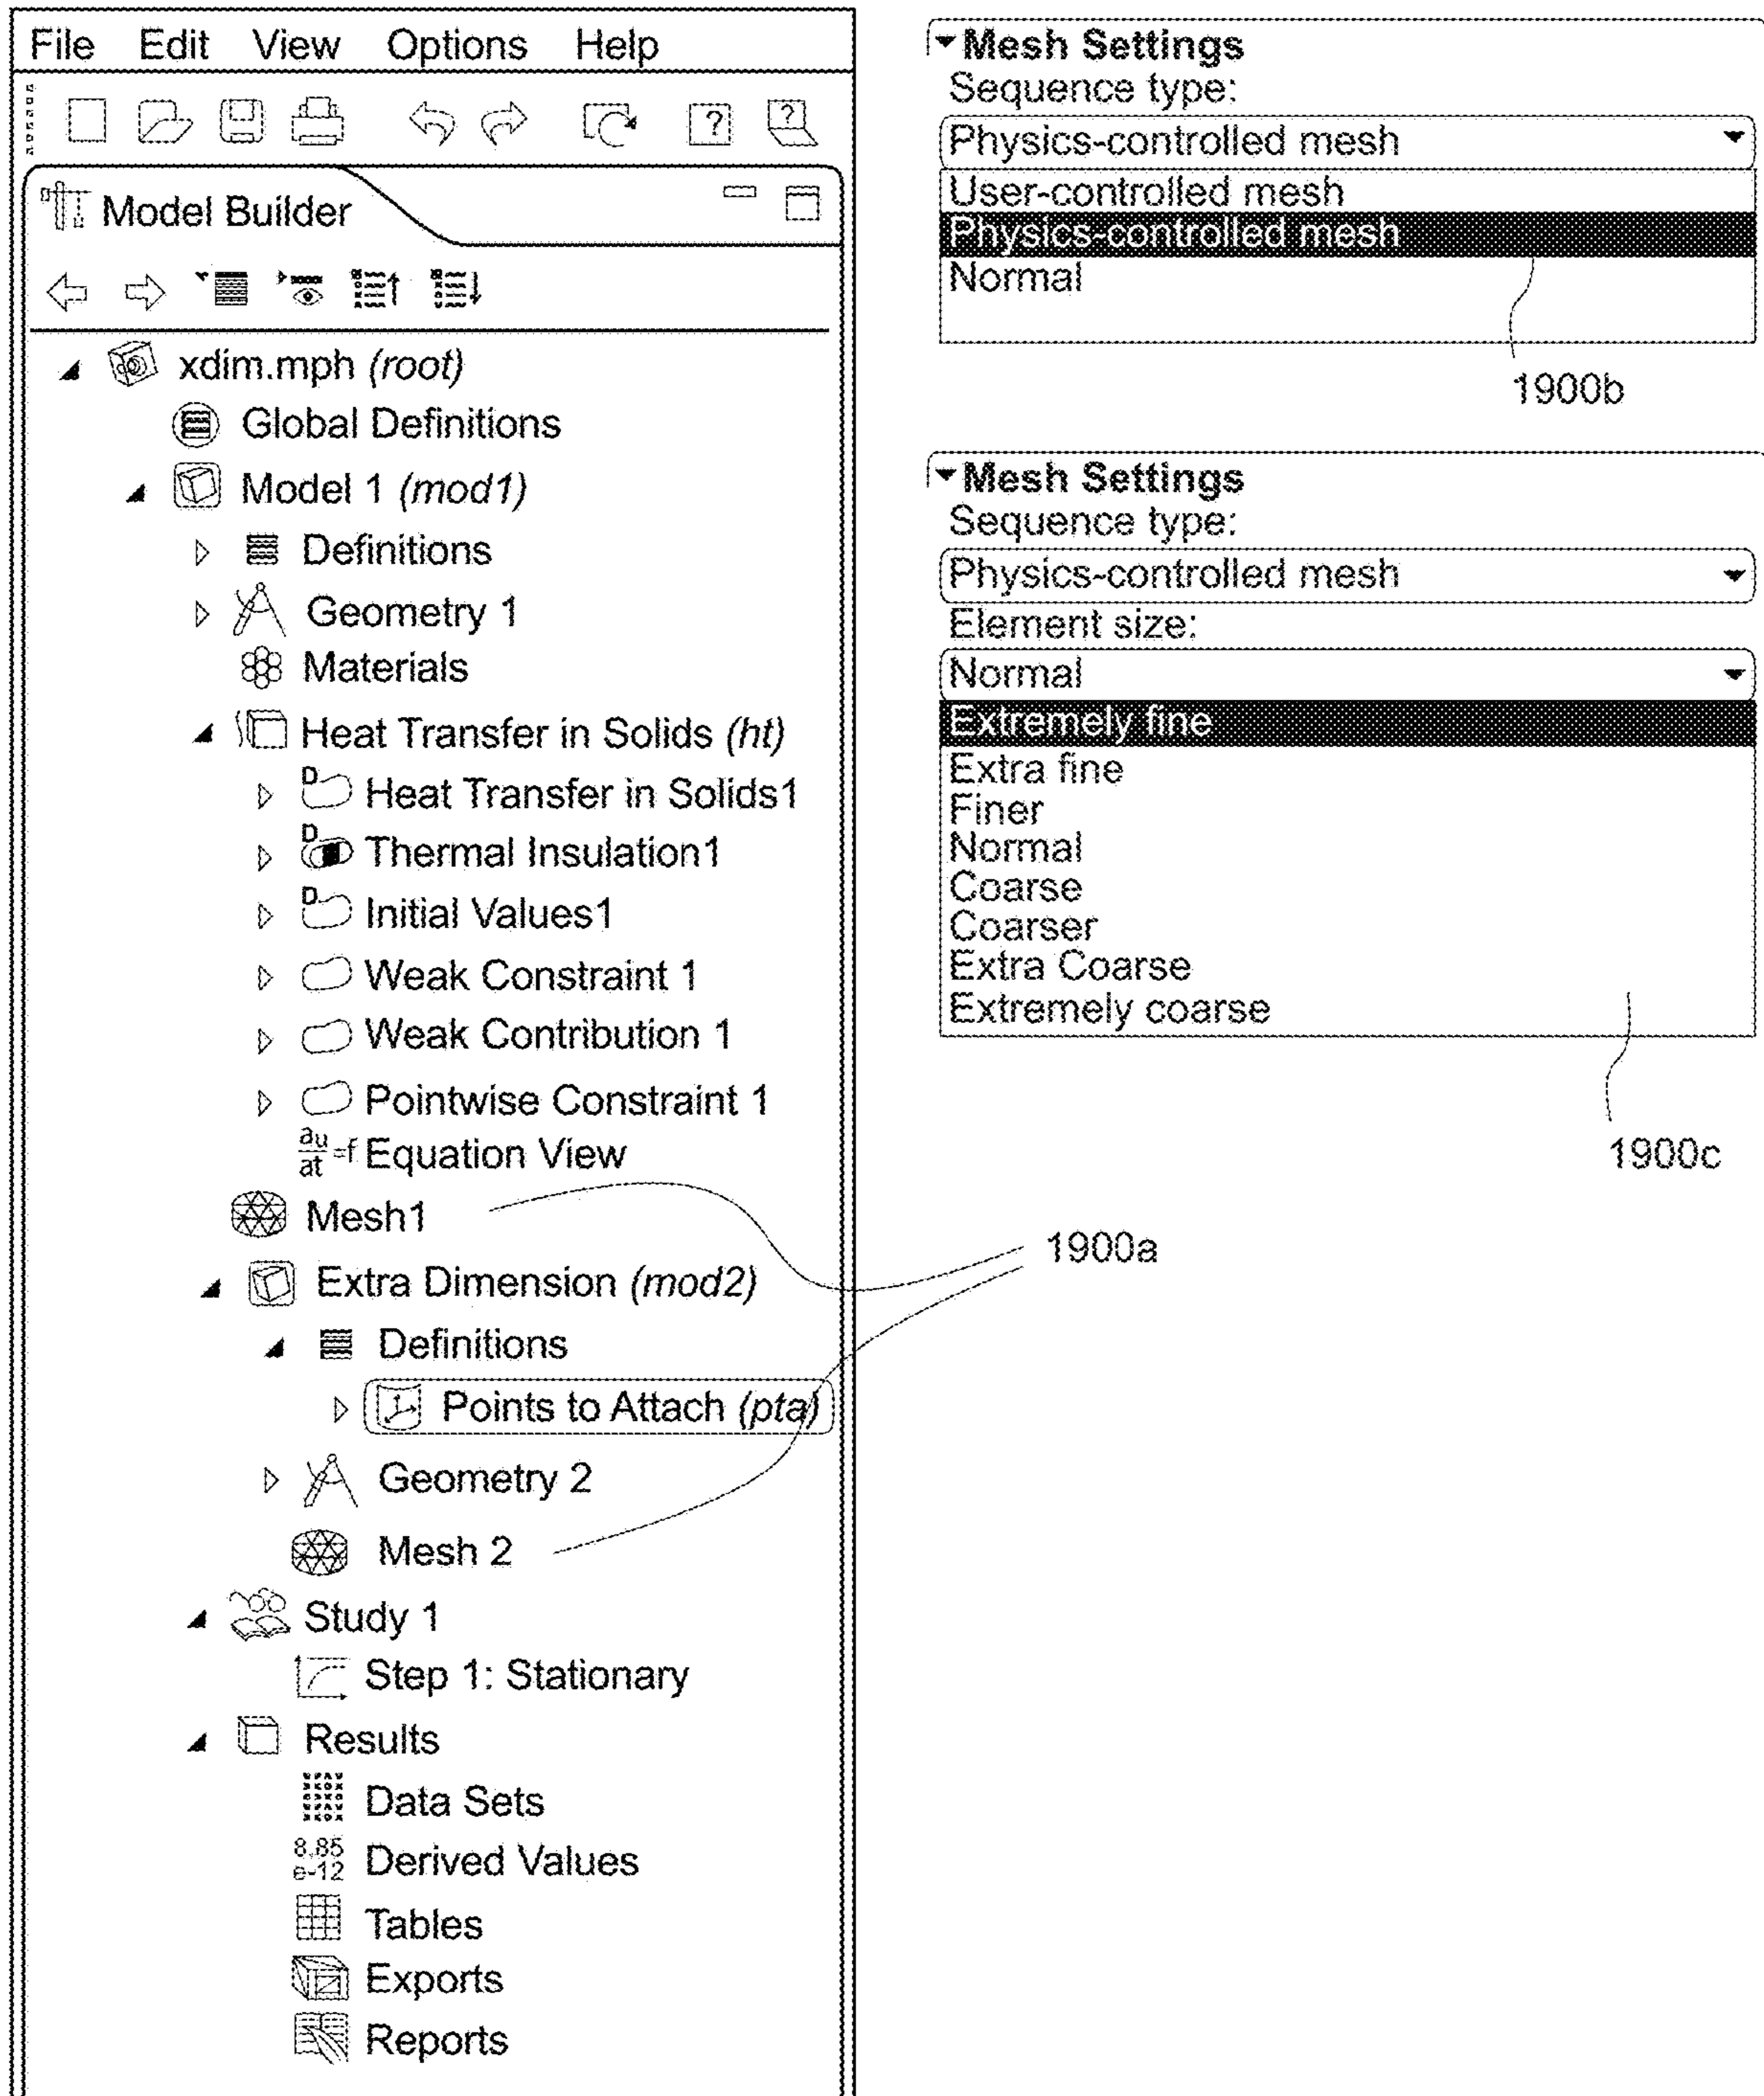 File Edit View Options Help
Model Builder
xdim.mph (root)
Global Definitions
Model 1 (mod1)
Definitions
Geometry 1
Materials
Heat Transfer in Solids (ht)
D Heat Transfer in Solids1
D Thermal Insulation1
D Initial Values1
Weak Constraint 1
Weak Contribution 1
Pointwise Constraint 1
au/at =f Equation View
Mesh1
Extra Dimension (mod2)
Definitions
Points to Attach (pta)
Geometry 2
Mesh 2
Study 1
Step 1: Stationary
Results
Data Sets
8.85 e-12 Derived Values
Tables
Exports
Reports
Mesh Settings
Sequence type:
Physics-controlled mesh
User-controlled mesh
Physics-controlled mesh
Normal
1900b
Mesh Settings
Sequence type:
Physics-controlled mesh
Element size:
Normal
Extremely fine
Extra fine
Finer
Normal
Coarse
Coarser
Extra Coarse
Extremely coarse
1900c
1900a